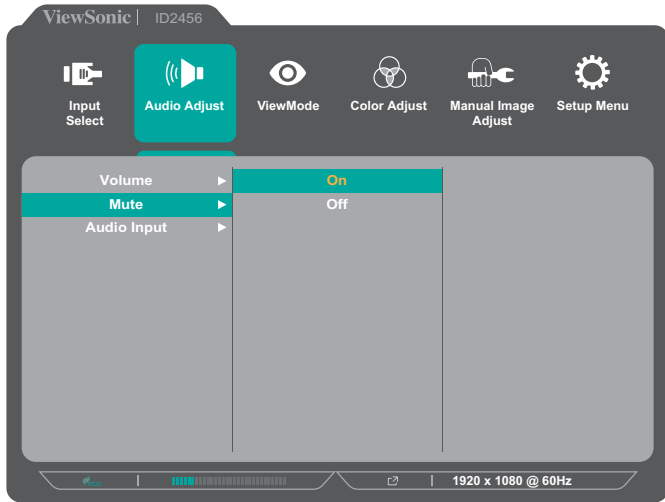 ViewSonic | ID2456
Input
Select
Audio Adjust
ViewMode
Color Adjust
Manual Image
Adjust
Setup Menu
Volume
On
Mute
Off
Audio Input
eco
1920 x 1080 @ 60Hz